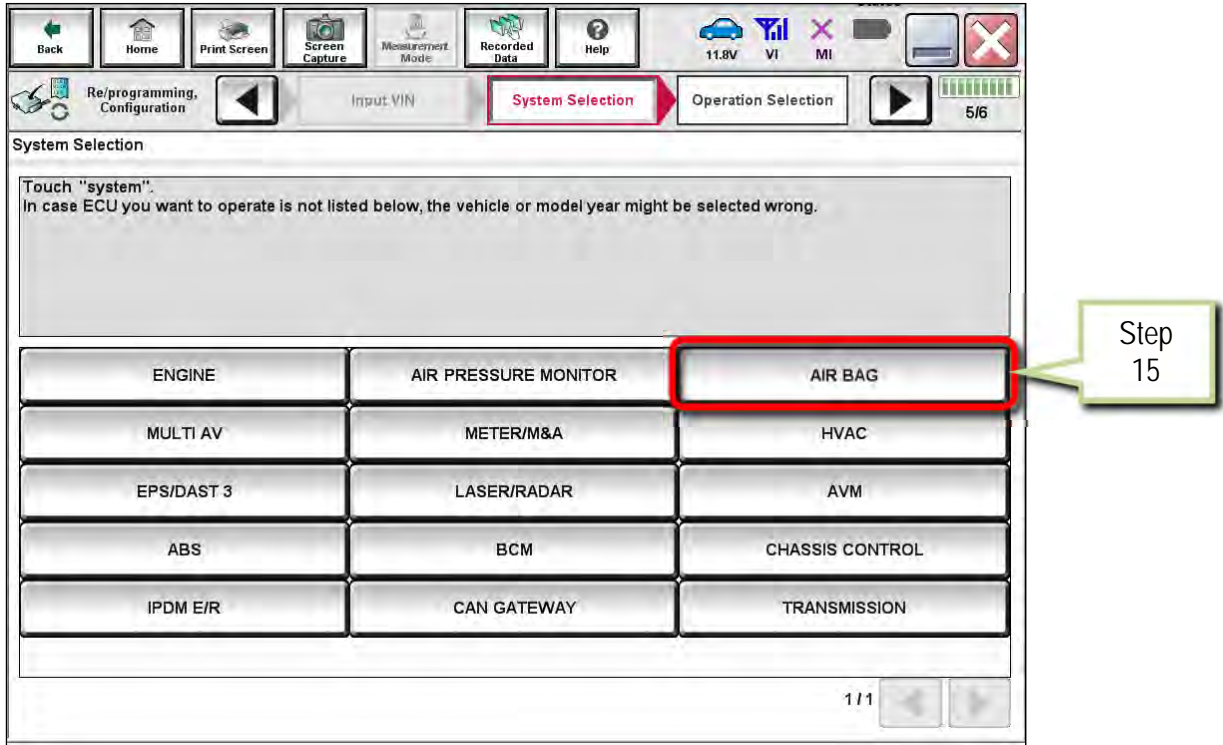 Back
Home
Print Screen
Screen
Capture
Measurement
Mode
Recorded
Data
Help
11.8V
VI
MI
Re/programming,
Configuration
Input VIN
System Selection
Operation Selection
5/6
System Selection
Touch "system".
In case ECU you want to operate is not listed below, the vehicle or model year might be selected wrong.
ENGINE
AIR PRESSURE MONITOR
AIR BAG
Step
15
MULTI AV
METER/M&A
HVAC
EPS/DAST 3
LASER/RADAR
AVM
ABS
BCM
CHASSIS CONTROL
IPDM E/R
CAN GATEWAY
TRANSMISSION
1/1